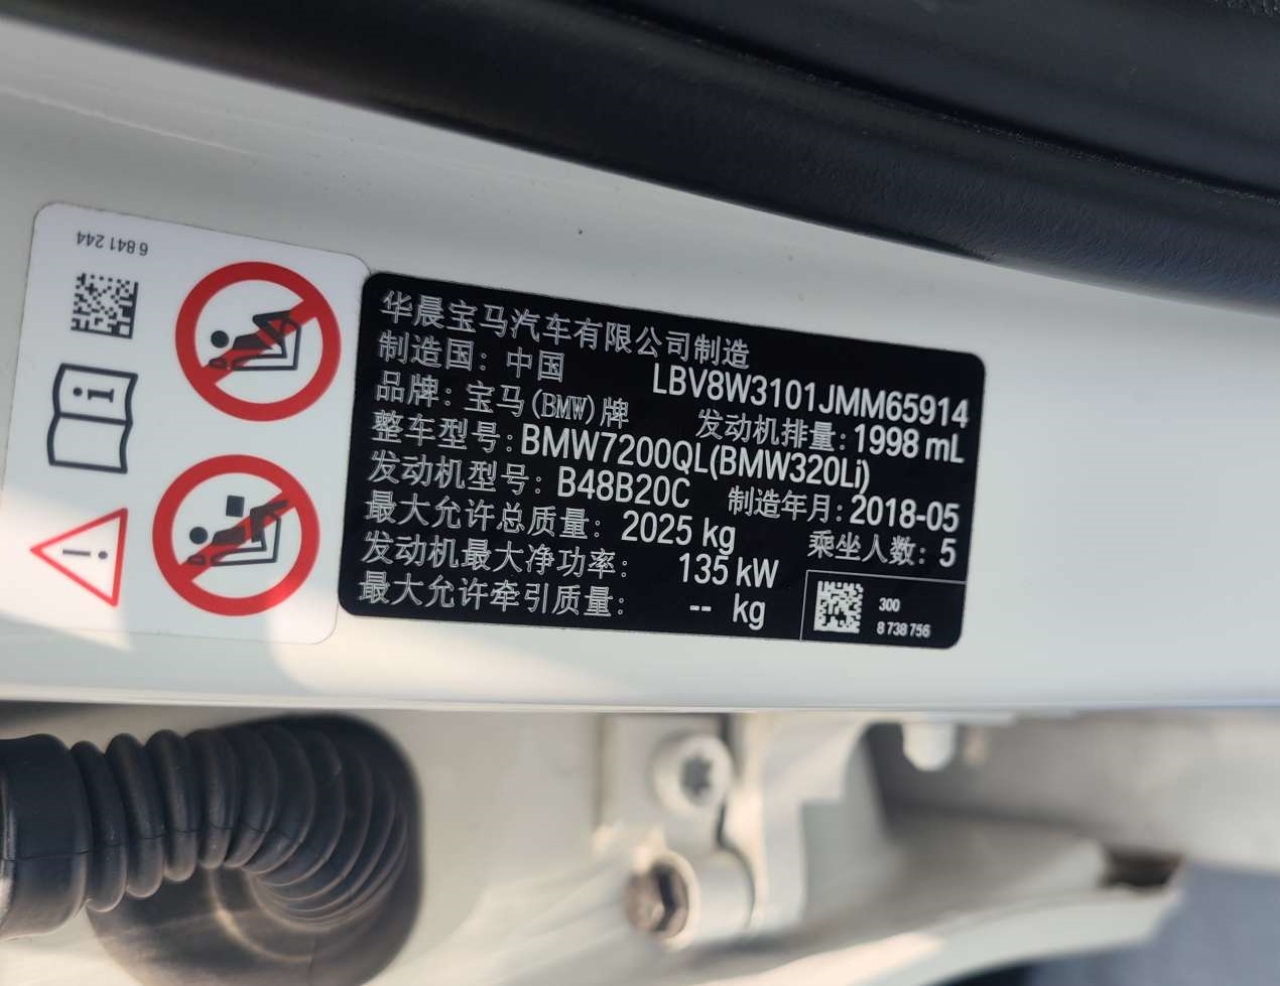 6 841 244
华晨宝马汽车有限公司制造
制造国：中国 LBV8W3101JMM65914
品牌：宝马(BMW)牌 发动机排量：1998 mL
整车型号：BMW7200QL(BMW320Li)
发动机型号：B48B20C 制造年月：2018-05
最大允许总质量：2025 kg 乘坐人数：5
发动机最大净功率：135 kW
最大允许牵引质量：-- kg
300
8 738 756